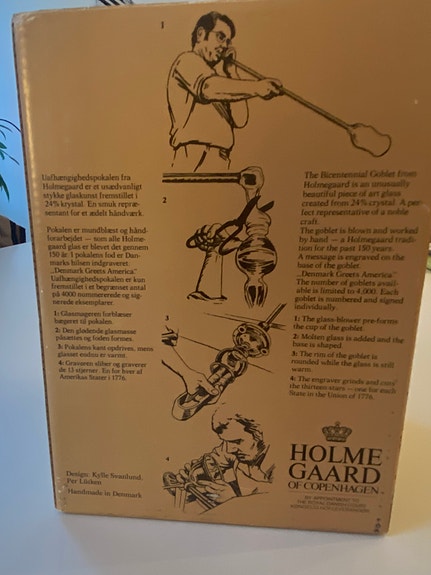 1
Uafhængighedspokalen fra
Holmegaard er et usædvanligt
stykke glaskunst fremstillet i
24% krystal. En smuk repræ-
sentant for et ædelt håndværk.
Pokalen er mundblæst og hånd-
forarbejdet — som alle Holme-
gaard glas er blevet det gennem
150 år. I pokalens fod er Dan-
marks hilsen indgraveret:
„Denmark Greets America".
Uafhængighedspokalen er kun
fremstillet i et begrænset antal
på 4000 nummererede og sig-
nerede eksemplarer.
1: Glasmageren forblæser
bægeret til pokalen.
2: Den glødende glasmasse
påsættes og foden formes.
3: Pokalens kant opdrives, mens
glasset endnu er varmt.
4: Gravøren sliber og graverer
de 13 stjerner. En for hver af
Amerikas Stater i 1776.
Design: Kylle Svanlund,
Per Lütken
Handmade in Denmark
2
3
4
The Bicentennial Goblet from
Holmegaard is an unusually
beautiful piece of art glass
created from 24% crystal. A per-
fect representative of a noble
craft.
The goblet is blown and worked
by hand — a Holmegaard tradi-
tion for the past 150 years.
A message is engraved on the
base of the goblet:
„Denmark Greets America".
The number of goblets avail-
able is limited to 4.000. Each
goblet is numbered and signed
individually.
1: The glass-blower pre-forms
the cup of the goblet.
2: Molten glass is added and the
base is shaped.
3: The rim of the goblet is
rounded while the glass is still
warm.
4: The engraver grinds and cuts
the thirteen stars — one for each
State in the Union of 1776.
HOLME
GAARD
OF COPENHAGEN
BY APPOINTMENT TO
THE ROYAL DANISH COURT